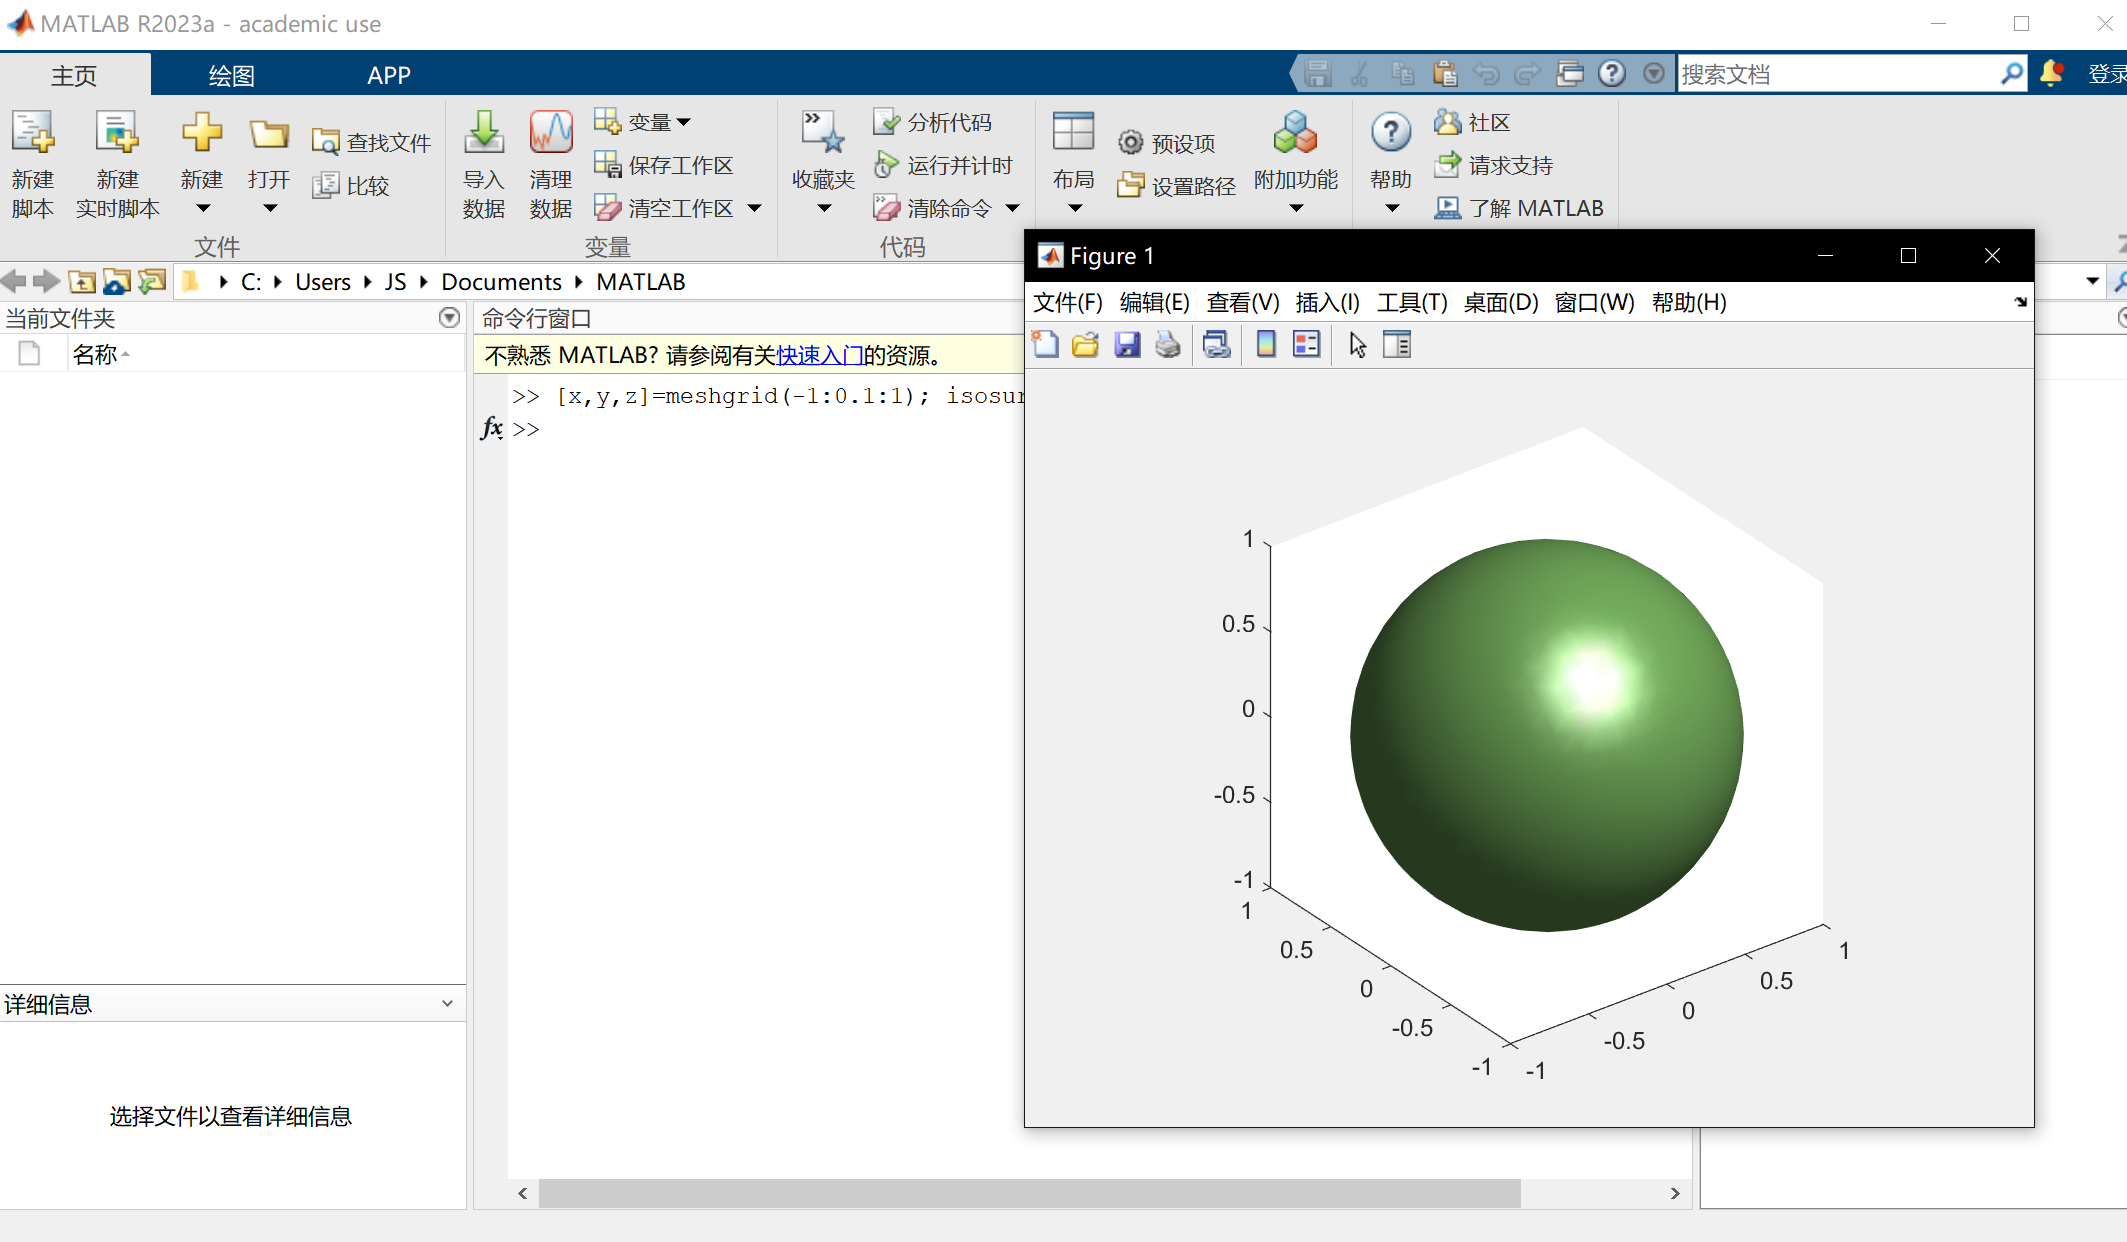 MATLAB R2023a - academic use
主页 绘图 APP
搜索文档
登录
新建
脚本
新建
实时脚本
新建
打开
查找文件
比较
文件
导入
数据
清理
数据
变量
保存工作区
清空工作区
变量
收藏夹
分析代码
运行并计时
清除命令
代码
布局
预设项
设置路径
附加功能
帮助
社区
请求支持
了解 MATLAB
C: Users JS Documents MATLAB
当前文件夹
名称
详细信息
选择文件以查看详细信息
命令行窗口
不熟悉 MATLAB? 请参阅有关快速入门的资源。
>> [x,y,z]=meshgrid(-1:0.1:1); isosur
fx >>
Figure 1
文件(F) 编辑(E) 查看(V) 插入(I) 工具(T) 桌面(D) 窗口(W) 帮助(H)
1
0.5
0
-0.5
-1
1
0.5
0
-0.5
-1
-1
-0.5
0
0.5
1